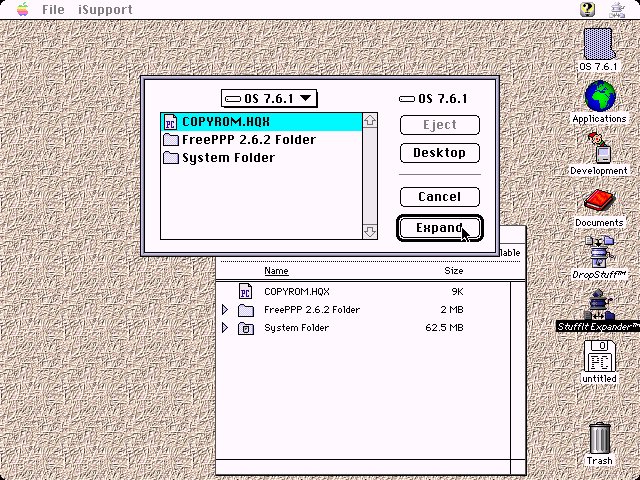 File iSupport
?
OS 7.6.1
OS 7.6.1
OS 7.6.1
COPYROM.HQX
FreePPP 2.6.2 Folder
System Folder
Eject
Desktop
Cancel
Expand
lable
Name Size
COPYROM.HQX 9K
FreePPP 2.6.2 Folder 2 MB
System Folder 62.5 MB
Applications
Development
Documents
DropStuff™
StuffIt Expander™
PC
untitled
Trash